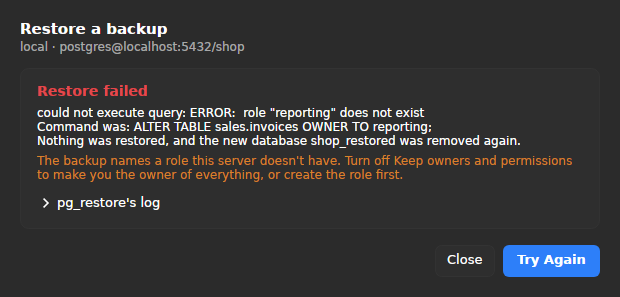 Restore a backup
local · postgres@localhost:5432/shop
Restore failed
could not execute query: ERROR:  role "reporting" does not exist
Command was: ALTER TABLE sales.invoices OWNER TO reporting;
Nothing was restored, and the new database shop_restored was removed again.
The backup names a role this server doesn't have. Turn off Keep owners and permissions
to make you the owner of everything, or create the role first.
pg_restore's log
Close
Try Again